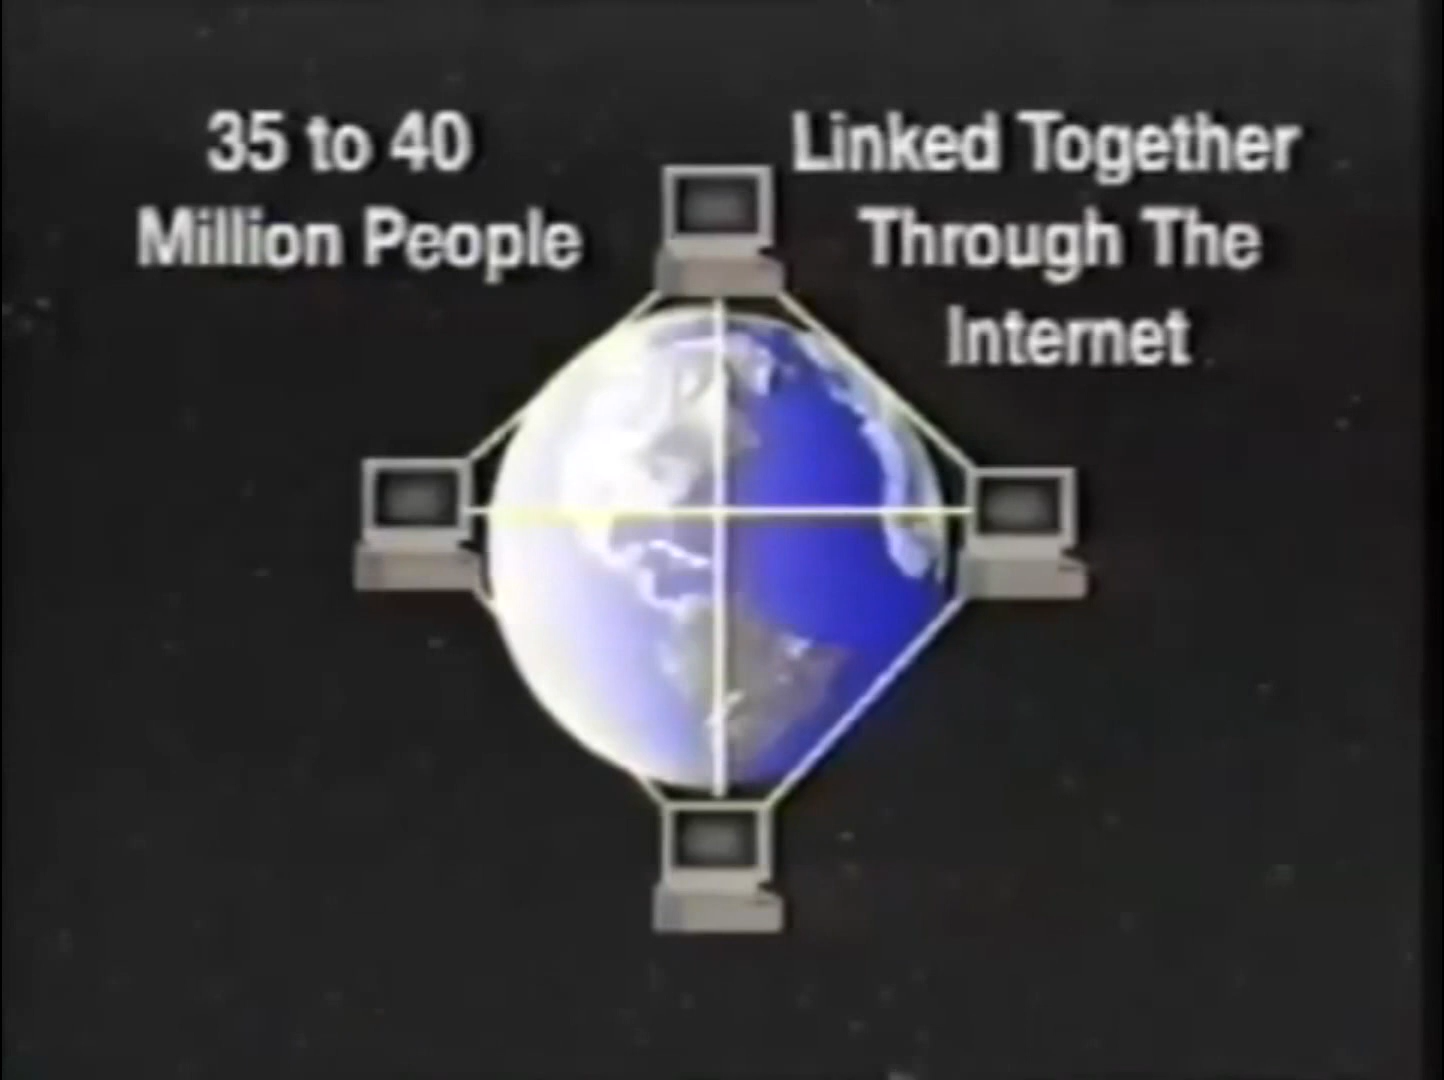 35 to 40
Million People
Linked Together
Through The
Internet